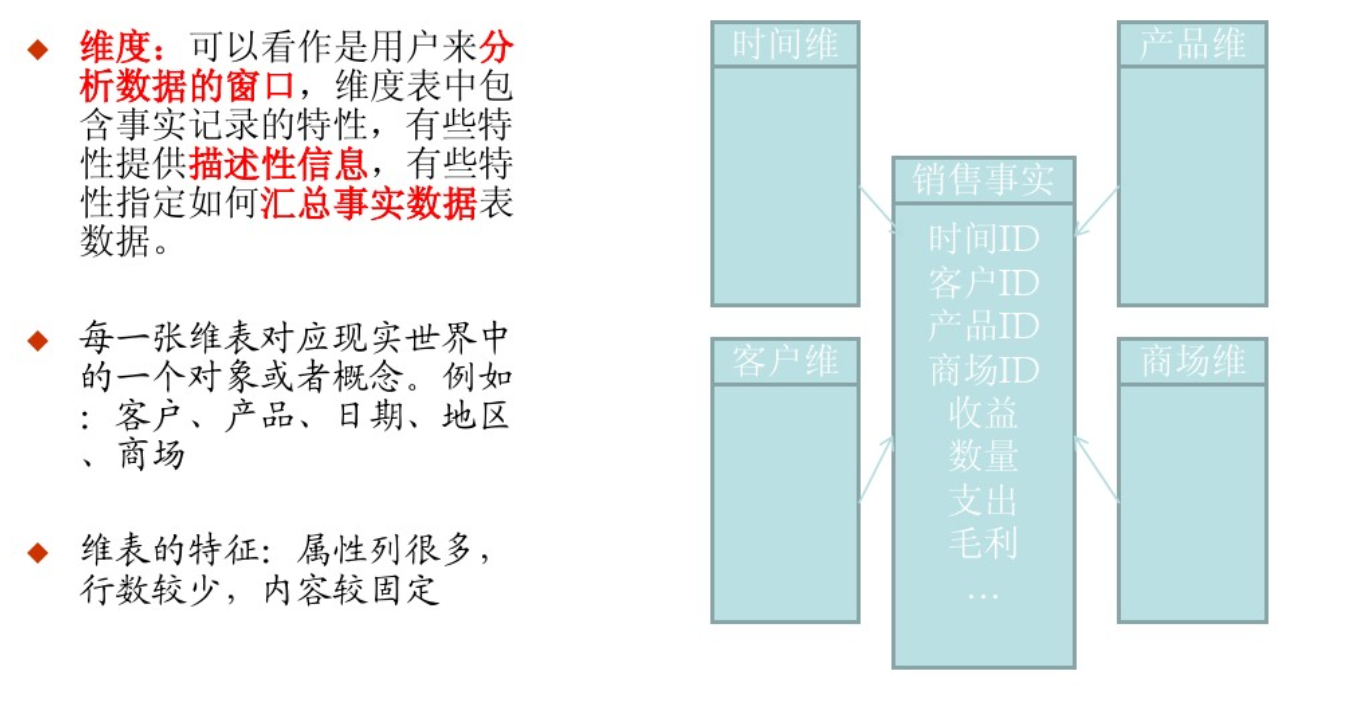 维度：可以看作是用户来分
析数据的窗口，维度表中包
含事实记录的特性，有些特
性提供描述性信息，有些特
性指定如何汇总事实数据表
数据。
每一张维表对应现实世界中
的一个对象或者概念。例如
：客户、产品、日期、地区
、商场
维表的特征：属性列很多，
行数较少，内容较固定
时间维
产品维
销售事实
时间ID
客户ID
产品ID
商场ID
收益
数量
支出
毛利
…
客户维
商场维